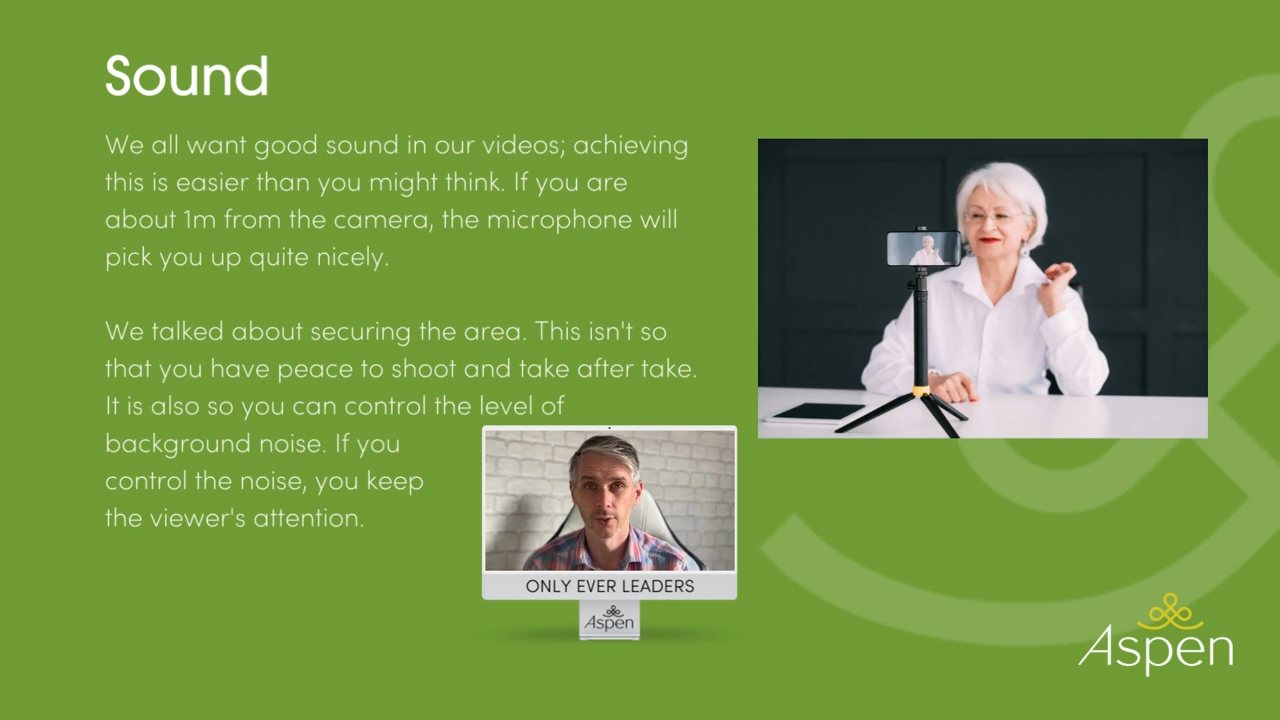 Sound
We all want good sound in our videos; achieving
this is easier than you might think. If you are
about 1m from the camera, the microphone will
pick you up quite nicely.
We talked about securing the area. This isn't so
that you have peace to shoot and take after take.
It is also so you can control the level of
background noise. If you
control the noise, you keep
the viewer's attention.
ONLY EVER LEADERS
Aspen
Aspen